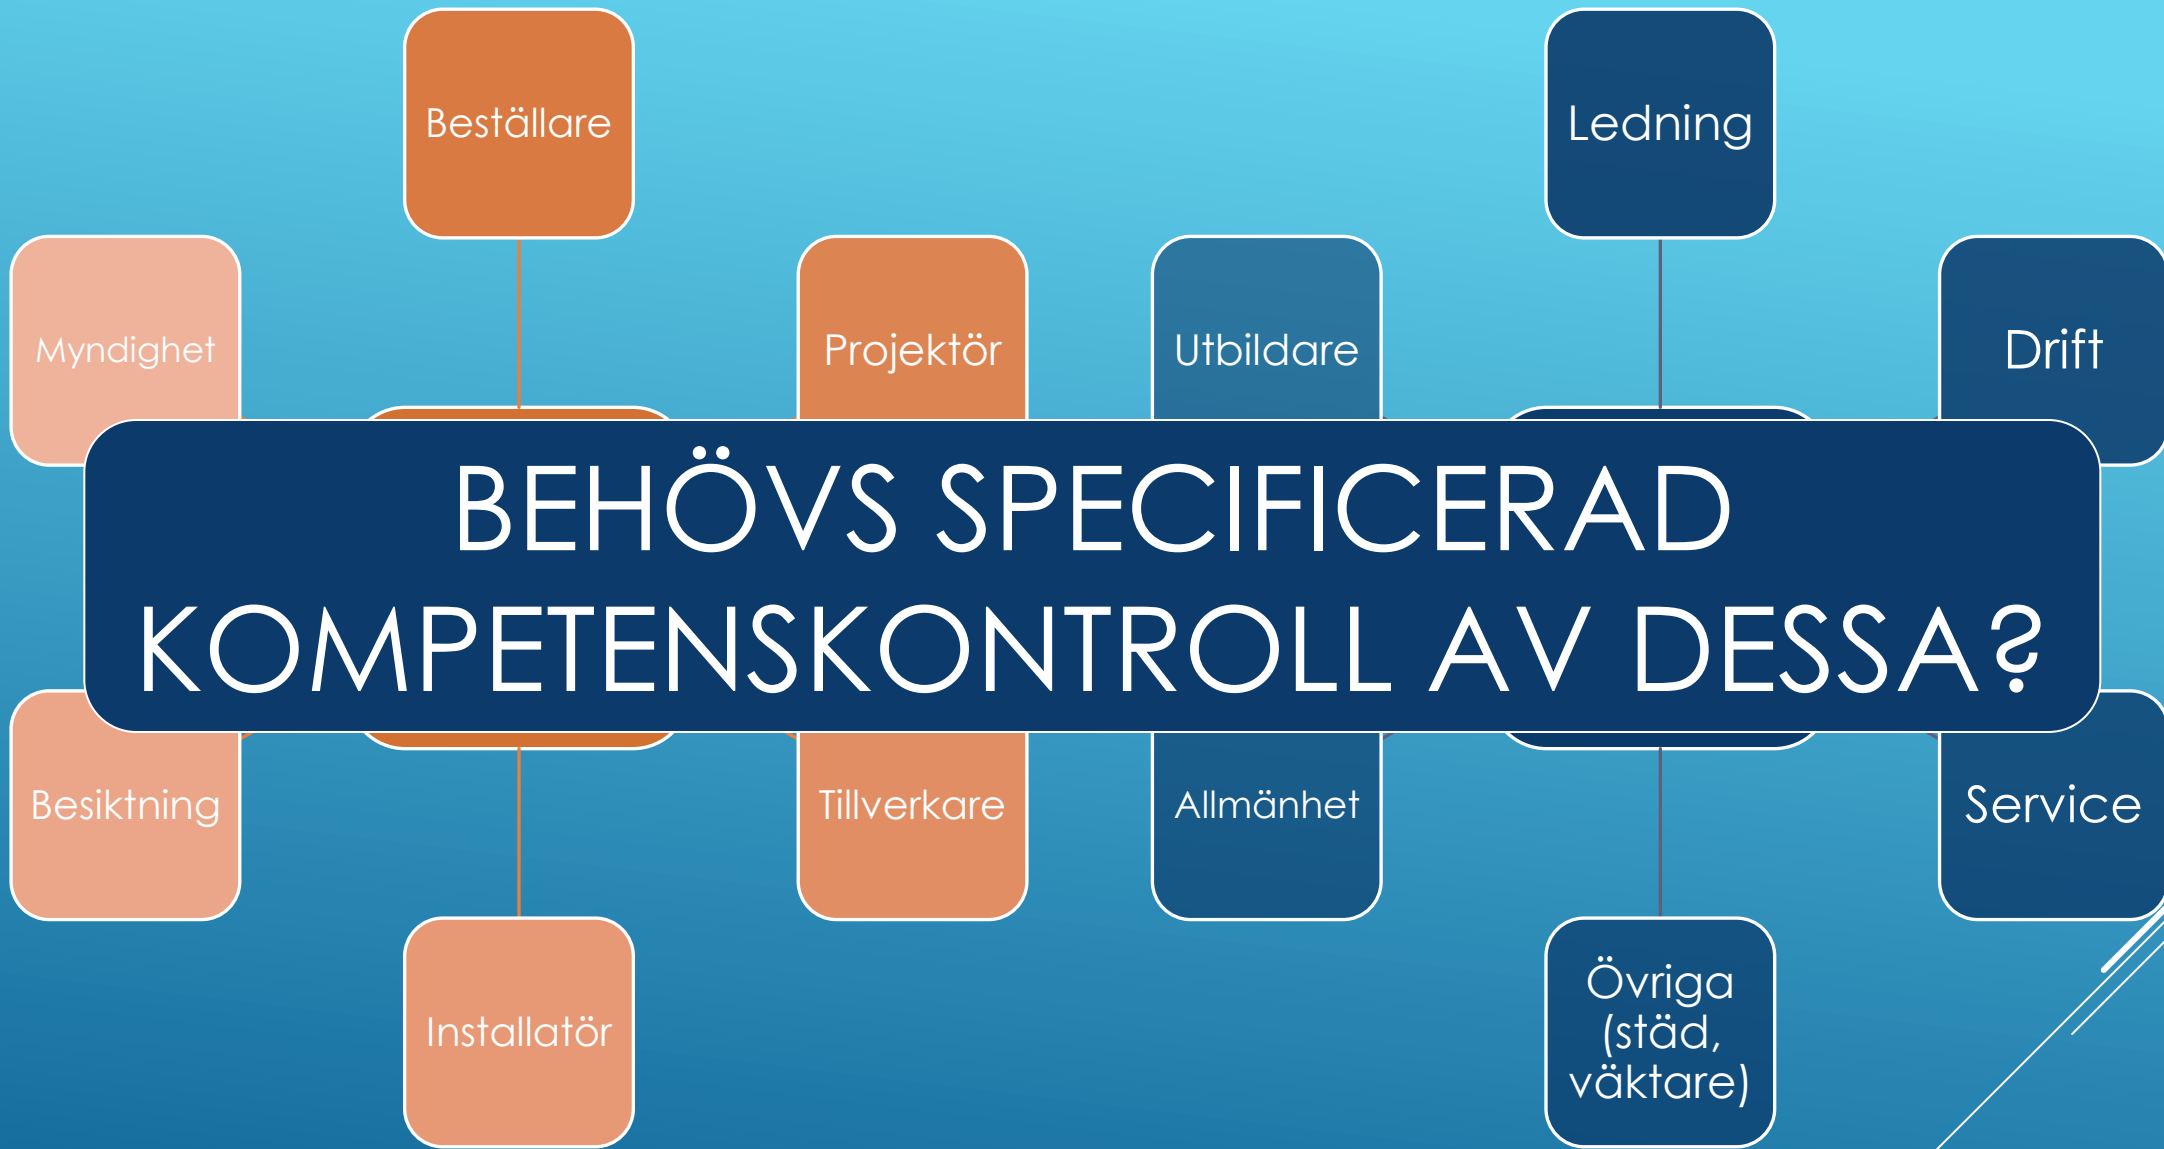 Beställare
Ledning
Myndighet
Projektör
Utbildare
Drift
BEHÖVS SPECIFICERAD
KOMPETENSKONTROLL AV DESSA?
Besiktning
Tillverkare
Allmänhet
Service
Installatör
Övriga
(städ,
väktare)